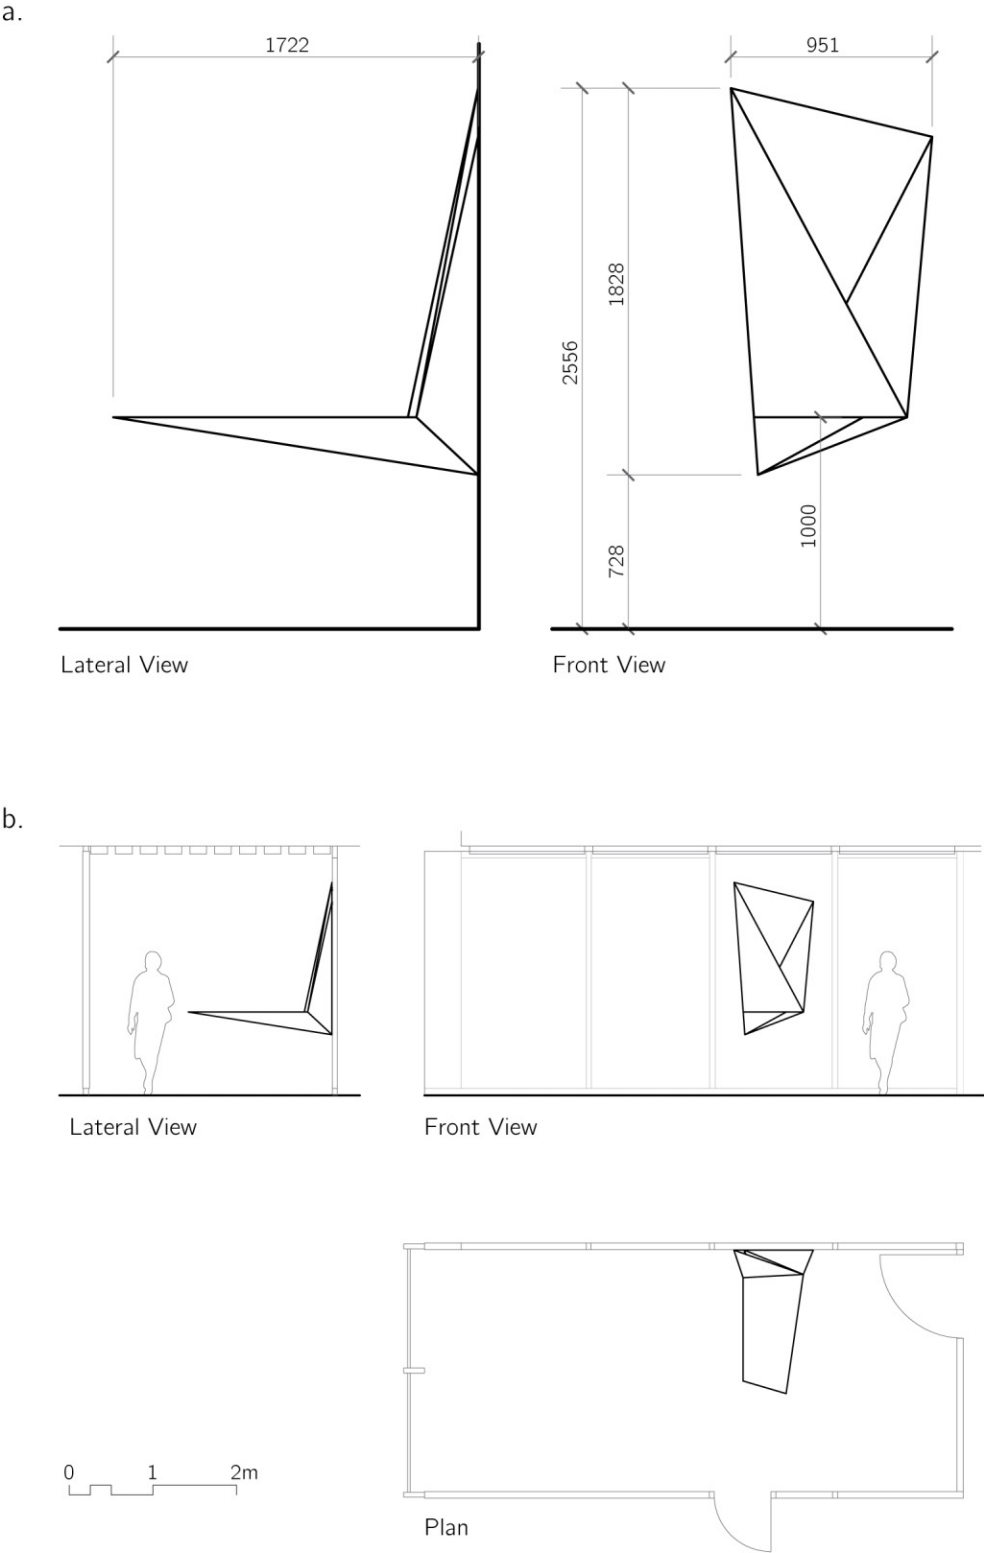 a.
1722
951
1828
2556
1000
728
Lateral View
Front View
b.
Lateral View
Front View
0 1 2m
Plan